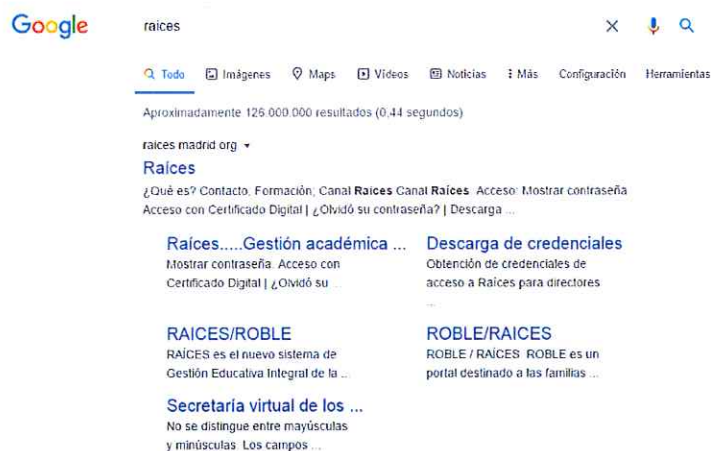 Google
raices
Todo Imágenes Maps Vídeos Noticias Más Configuración Herramientas
Aproximadamente 126.000.000 resultados (0,44 segundos)
raices madrid org
Raíces
¿Qué es? Contacto; Formación; Canal Raíces Canal Raíces. Acceso: Mostrar contraseña
Acceso con Certificado Digital | ¿Olvidó su contraseña? | Descarga ...
Raíces.....Gestión académica ...
Mostrar contraseña. Acceso con
Certificado Digital | ¿Olvidó su ...
Descarga de credenciales
Obtención de credenciales de
acceso a Raíces para directores
...
RAICES/ROBLE
RAÍCES es el nuevo sistema de
Gestión Educativa Integral de la ...
ROBLE/RAICES
ROBLE / RAÍCES ROBLE es un
portal destinado a las familias ...
Secretaría virtual de los ...
No se distingue entre mayúsculas
y minúsculas. Los campos ...